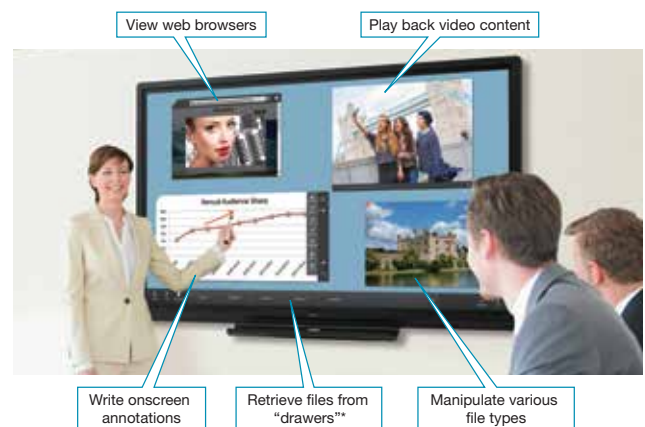 View web browsers
Play back video content
Annual Audience Share
Write onscreen
annotations
Retrieve files from
“drawers”*
Manipulate various
file types